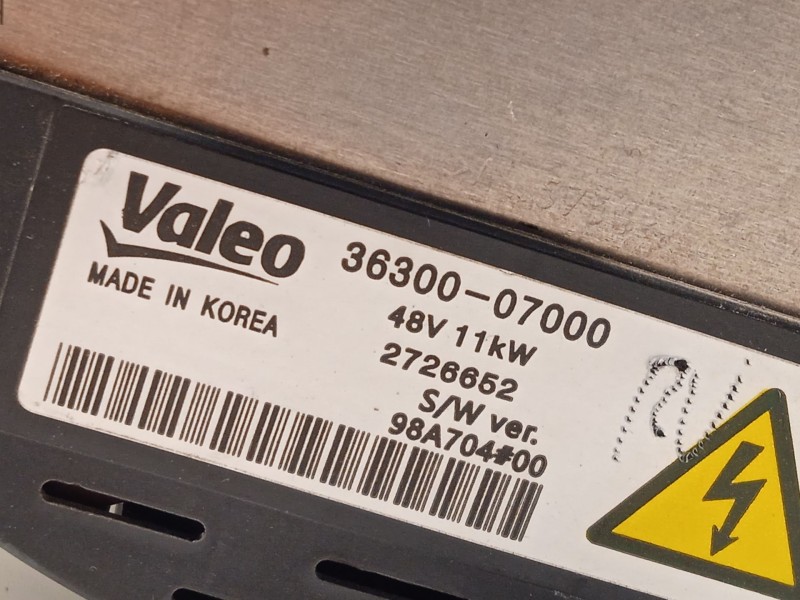 Valeo
MADE IN KOREA
36300-07000
48V 11kW
2726652
S/W ver.
98A704#00